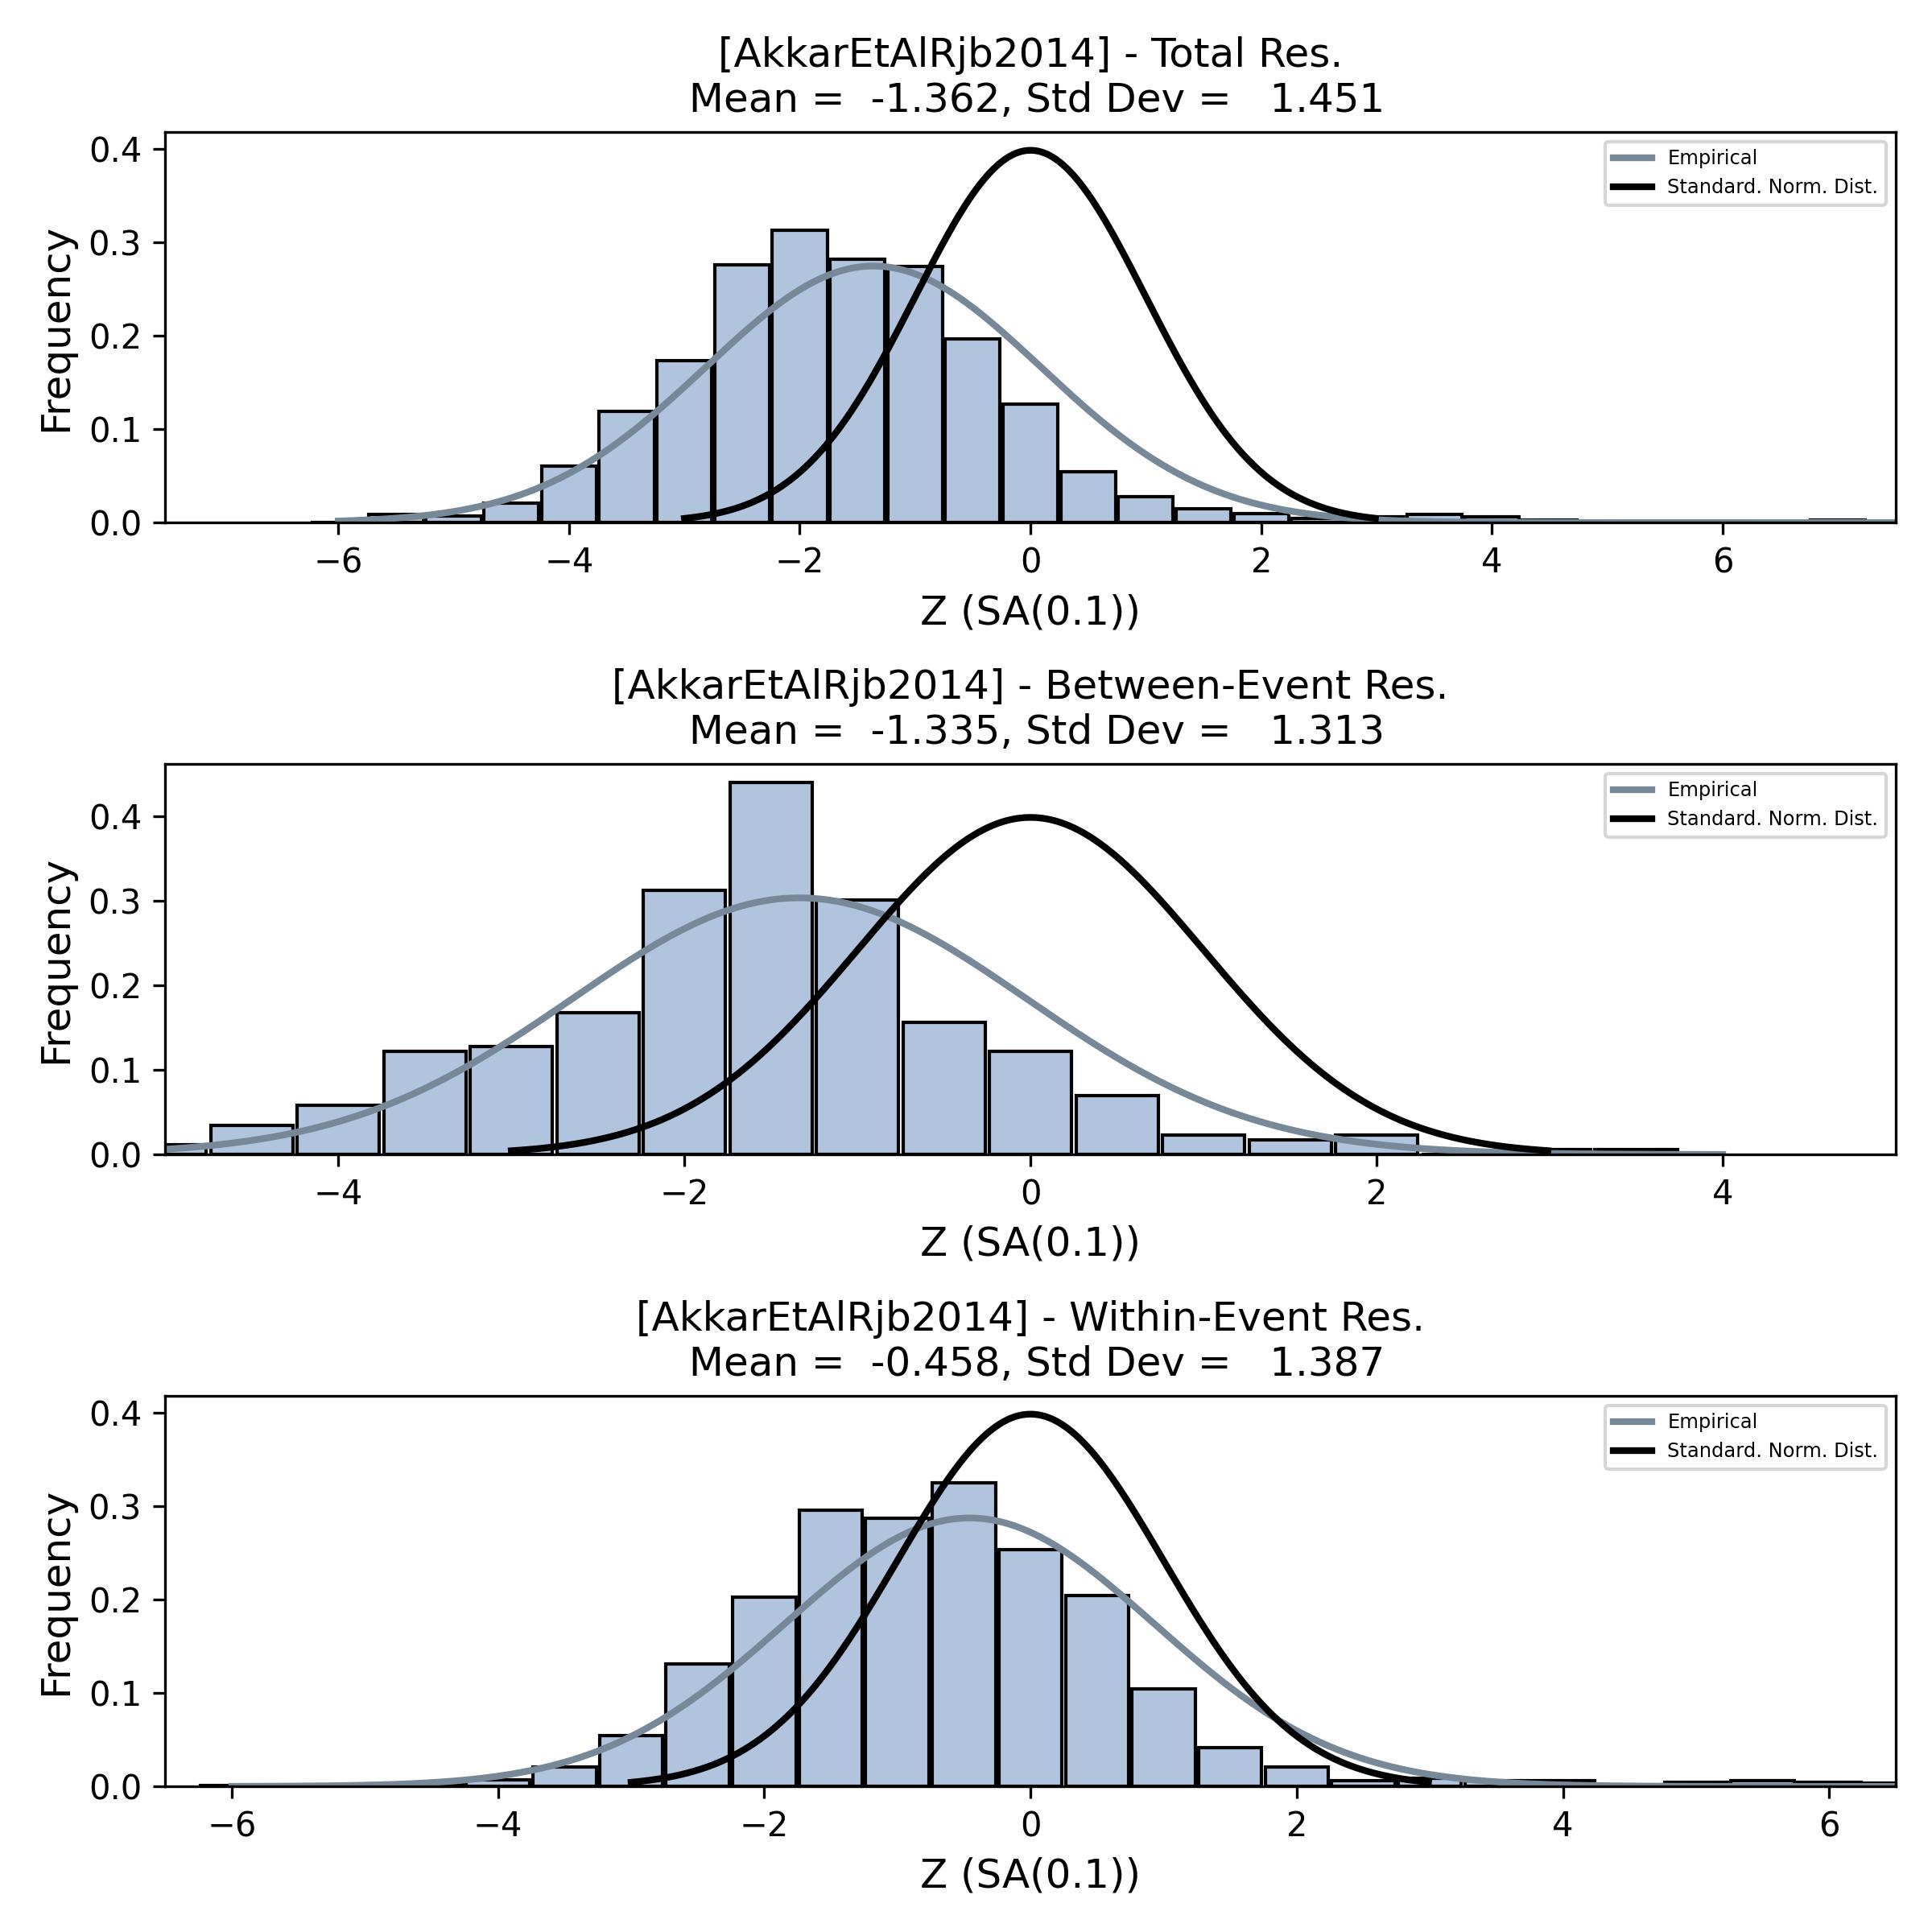 [AkkarEtAlRjb2014] - Total Res.
Mean =  -1.362, Std Dev =   1.451
Frequency
0.4
0.3
0.2
0.1
0.0
Empirical
Standard. Norm. Dist.
−6 −4 −2 0 2 4 6
Z (SA(0.1))
[AkkarEtAlRjb2014] - Between-Event Res.
Mean =  -1.335, Std Dev =   1.313
Frequency
0.4
0.3
0.2
0.1
0.0
Empirical
Standard. Norm. Dist.
−4 −2 0 2 4
Z (SA(0.1))
[AkkarEtAlRjb2014] - Within-Event Res.
Mean =  -0.458, Std Dev =   1.387
Frequency
0.4
0.3
0.2
0.1
0.0
Empirical
Standard. Norm. Dist.
−6 −4 −2 0 2 4 6
Z (SA(0.1))